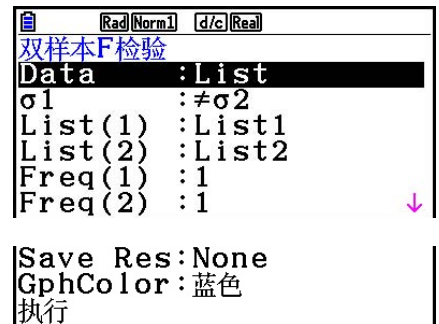 Rad Norm1 d/c Real
双样本F检验
Data :List
σ1 :≠σ2
List(1) :List1
List(2) :List2
Freq(1) :1
Freq(2) :1 ↓
Save Res:None
GphColor:蓝色
执行